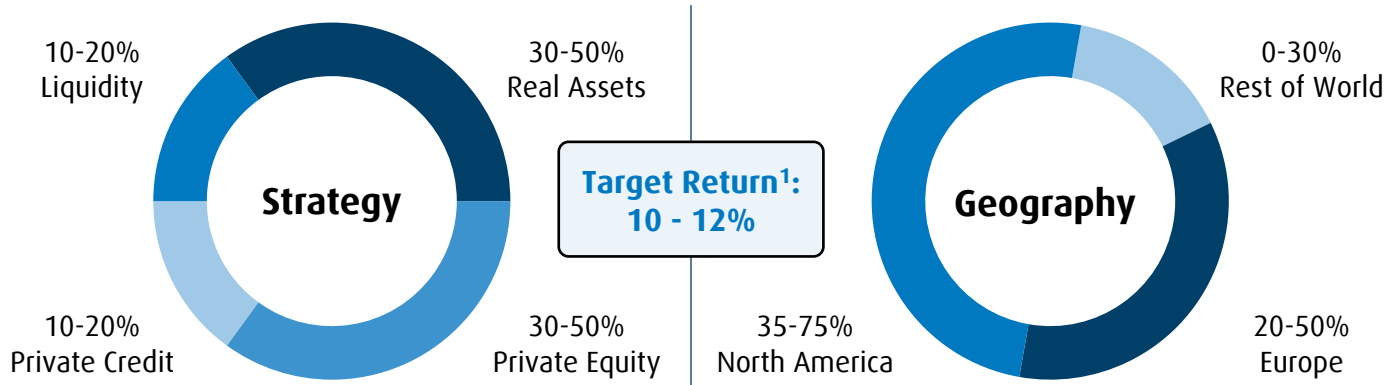 10-20%
Liquidity
30-50%
Real Assets
Strategy
10-20%
Private Credit
30-50%
Private Equity
Target Return¹:
10 - 12%
0-30%
Rest of World
Geography
35-75%
North America
20-50%
Europe